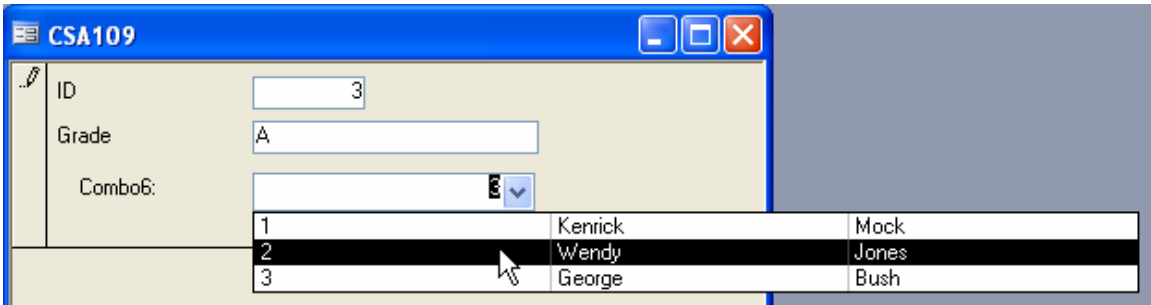 CSA109
ID 3
Grade A
Combo6: 3
1 Kenrick Mock
2 Wendy Jones
3 George Bush